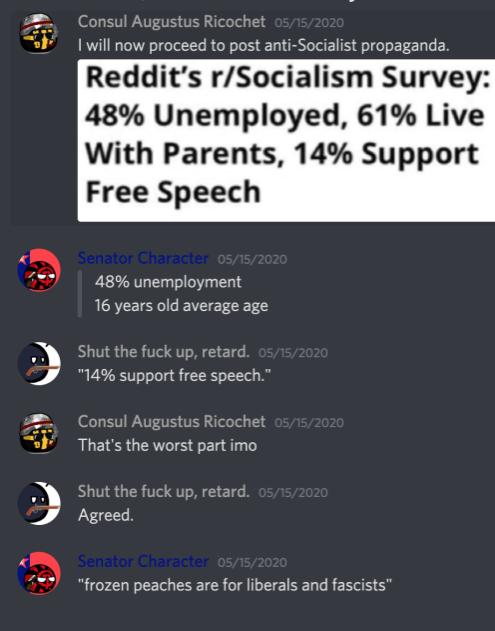 Consul Augustus Ricochet 05/15/2020
I will now proceed to post anti-Socialist propaganda.
Reddit's r/Socialism Survey:
48% Unemployed, 61% Live
With Parents, 14% Support
Free Speech
Senator Character 05/15/2020
48% unemployment
16 years old average age
Shut the fuck up, retard. 05/15/2020
"14% support free speech."
Consul Augustus Ricochet 05/15/2020
That's the worst part imo
Shut the fuck up, retard. 05/15/2020
Agreed.
Senator Character 05/15/2020
"frozen peaches are for liberals and fascists"